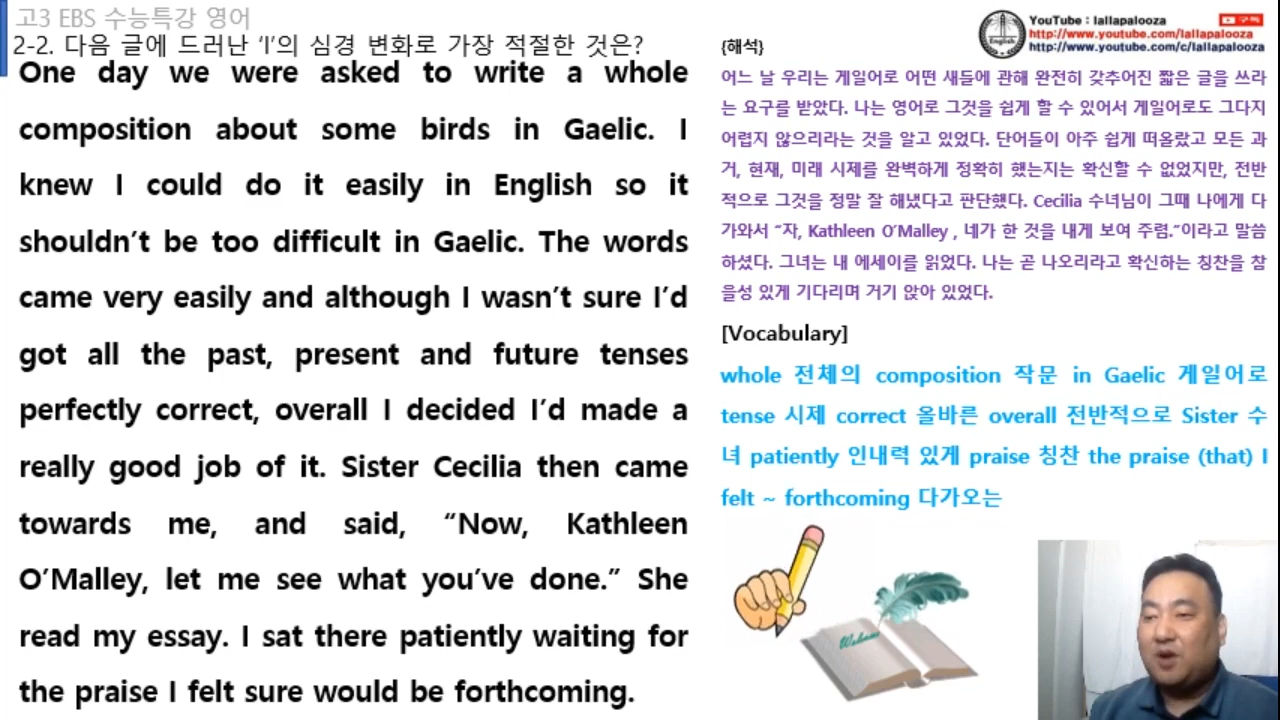 고3 EBS 수능특강 영어
2-2. 다음 글에 드러난 ‘I’의 심경 변화로 가장 적절한 것은?
One day we were asked to write a whole
composition about some birds in Gaelic. I
knew I could do it easily in English so it
shouldn’t be too difficult in Gaelic. The words
came very easily and although I wasn’t sure I’d
got all the past, present and future tenses
perfectly correct, overall I decided I’d made a
really good job of it. Sister Cecilia then came
towards me, and said, “Now, Kathleen
O’Malley, let me see what you’ve done.” She
read my essay. I sat there patiently waiting for
the praise I felt sure would be forthcoming.
English
YouTube : lallapalooza
구독
http://www.youtube.com/lallapalooza
http://www.youtube.com/c/lallapalooza
{해석}
어느 날 우리는 게일어로 어떤 새들에 관해 완전히 갖추어진 짧은 글을 쓰라
는 요구를 받았다. 나는 영어로 그것을 쉽게 할 수 있어서 게일어로도 그다지
어렵지 않으리라는 것을 알고 있었다. 단어들이 아주 쉽게 떠올랐고 모든 과
거, 현재, 미래 시제를 완벽하게 정확히 했는지는 확신할 수 없었지만, 전반
적으로 그것을 정말 잘 해냈다고 판단했다. Cecilia 수녀님이 그때 나에게 다
가와서 “자, Kathleen O’Malley , 네가 한 것을 내게 보여 주렴.”이라고 말씀
하셨다. 그녀는 내 에세이를 읽었다. 나는 곧 나오리라고 확신하는 칭찬을 참
을성 있게 기다리며 거기 앉아 있었다.
[Vocabulary]
whole 전체의 composition 작문 in Gaelic 게일어로
tense 시제 correct 올바른 overall 전반적으로 Sister 수
녀 patiently 인내력 있게 praise 칭찬 the praise (that) I
felt ~ forthcoming 다가오는
Welcome